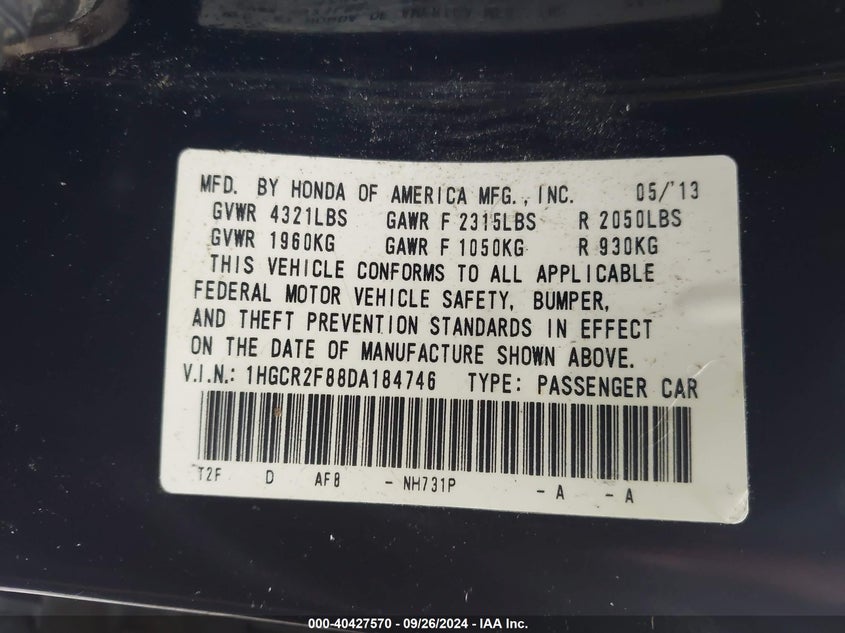 MFD. BY HONDA OF AMERICA MFG., INC. 05/'13
GVWR 4321LBS GAWR F 2315LBS R 2050LBS
GVWR 1960KG GAWR F 1050KG R 930KG
THIS VEHICLE CONFORMS TO ALL APPLICABLE
FEDERAL MOTOR VEHICLE SAFETY, BUMPER,
AND THEFT PREVENTION STANDARDS IN EFFECT
ON THE DATE OF MANUFACTURE SHOWN ABOVE.
V.I.N.: 1HGCR2F88DA184746 TYPE: PASSENGER CAR
T2F D AF8 - NH731P - A - A
000-40427570 - 09/26/2024 - IAA Inc.